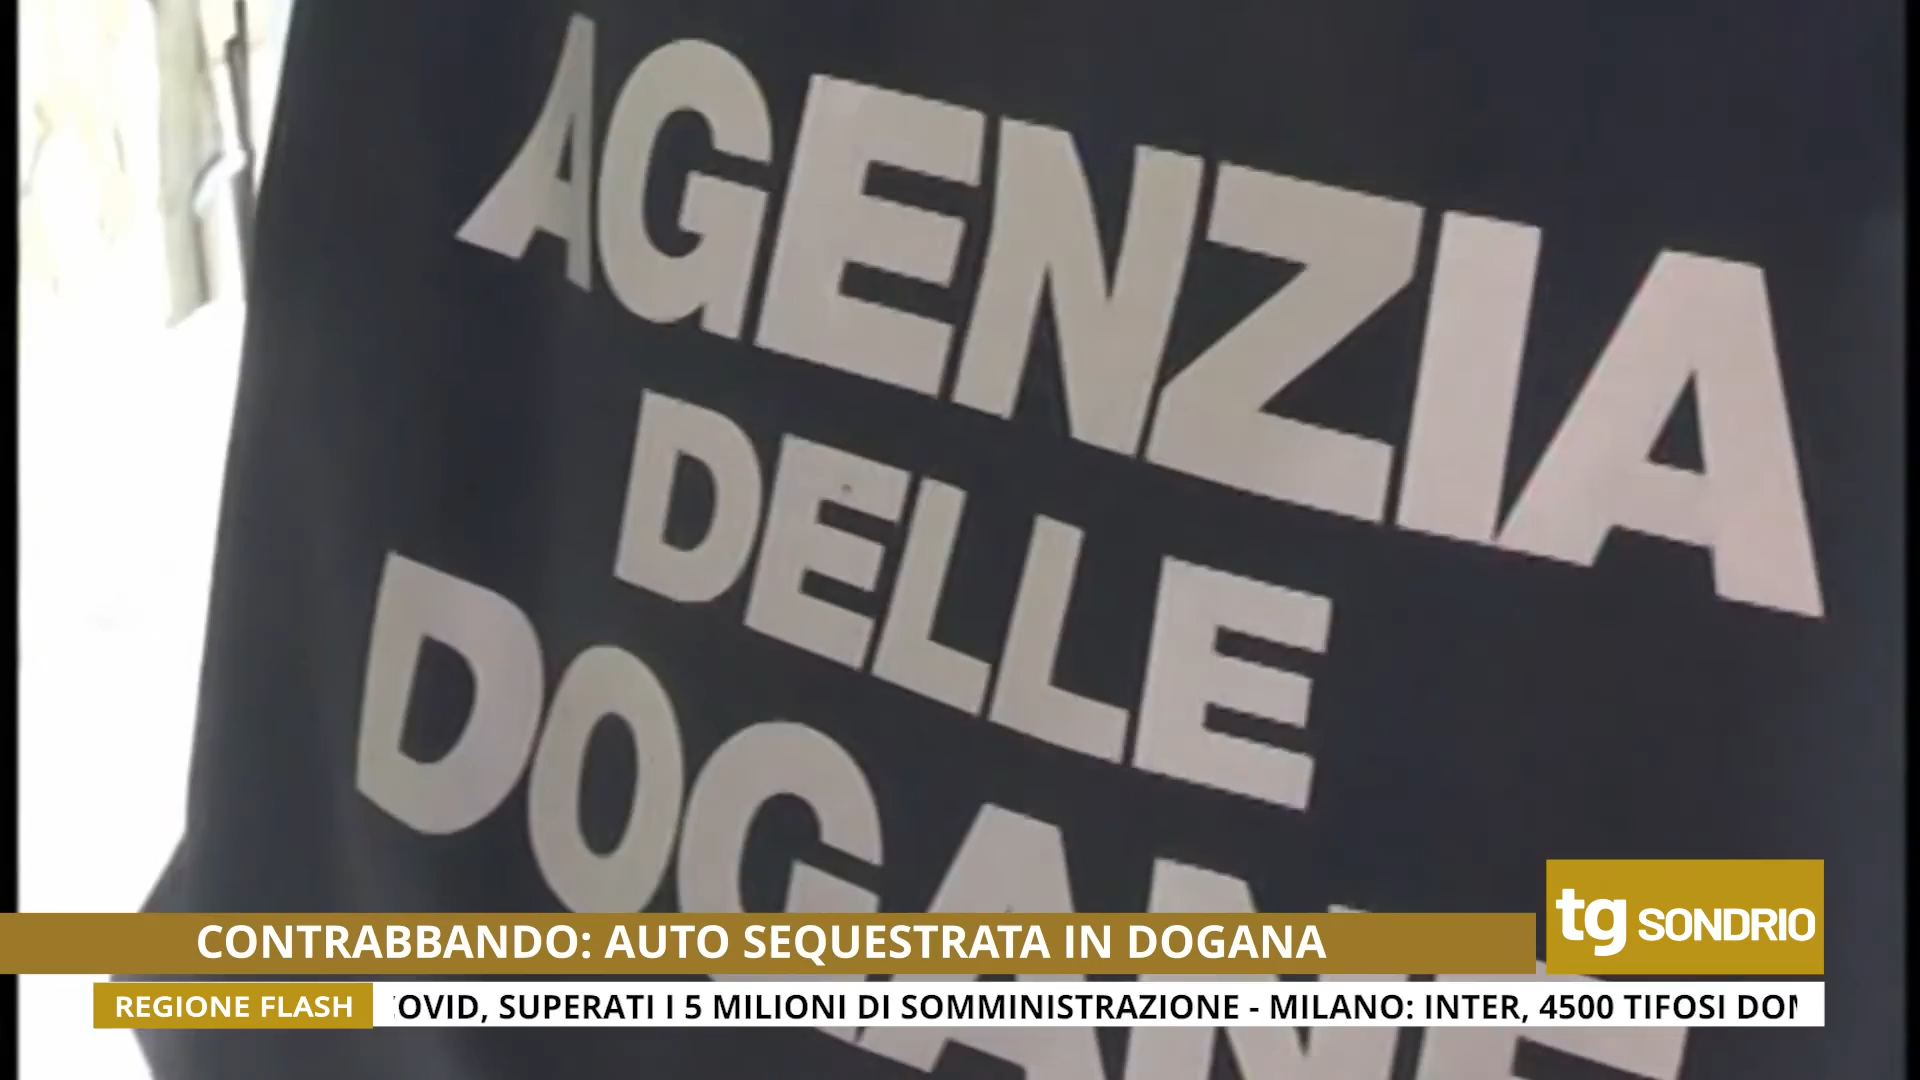 AGENZIA
DELLE
DOGANE
CONTRABBANDO: AUTO SEQUESTRATA IN DOGANA
tg SONDRIO
REGIONE FLASH
OVID, SUPERATI I 5 MILIONI DI SOMMINISTRAZIONE - MILANO: INTER, 4500 TIFOSI